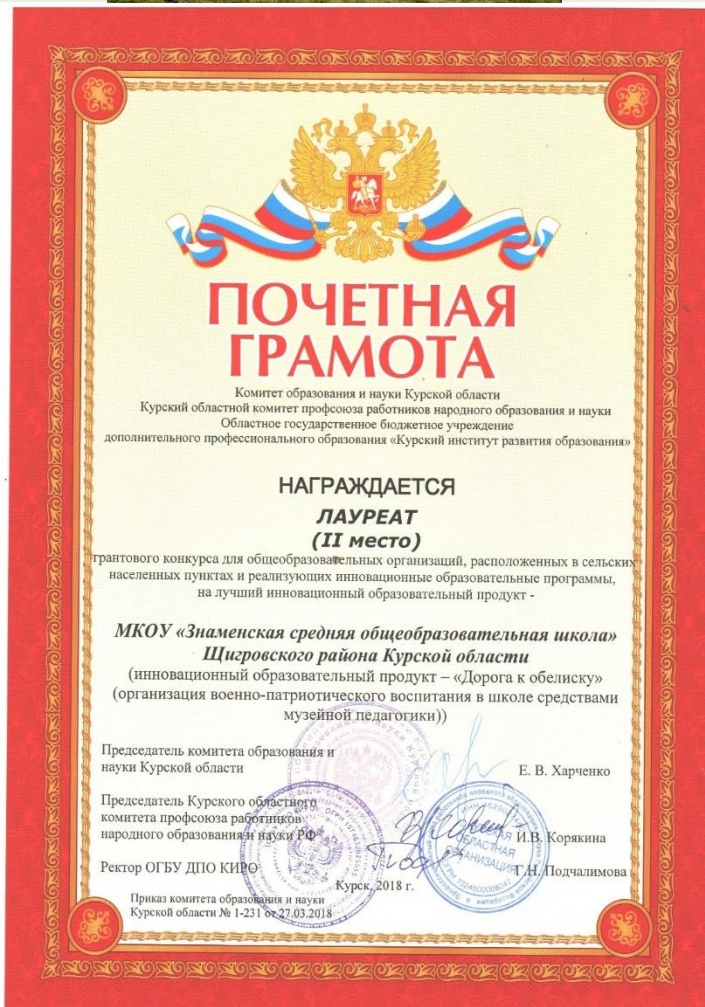 ПОЧЕТНАЯ
ГРАМОТА
Комитет образования и науки Курской области
Курский областной комитет профсоюза работников народного образования и науки
Областное государственное бюджетное учреждение
дополнительного профессионального образования «Курский институт развития образования»
НАГРАЖДАЕТСЯ
ЛАУРЕАТ
(II место)
грантового конкурса для общеобразовательных организаций, расположенных в сельских
населенных пунктах и реализующих инновационные образовательные программы,
на лучший инновационный образовательный продукт -
МКОУ «Знаменская средняя общеобразовательная школа»
Щигровского района Курской области
(инновационный образовательный продукт – «Дорога к обелиску»
(организация военно-патриотического воспитания в школе средствами
музейной педагогики))
Председатель комитета образования и
науки Курской области
Е. В. Харченко
Председатель Курского областного
комитета профсоюза работников
народного образования и науки РФ
И.В. Корякина
Ректор ОГБУ ДПО КИРО
Г.Н. Подчалимова
Курск, 2018 г.
Приказ комитета образования и науки
Курской области № 1-231 от 27.03.2018